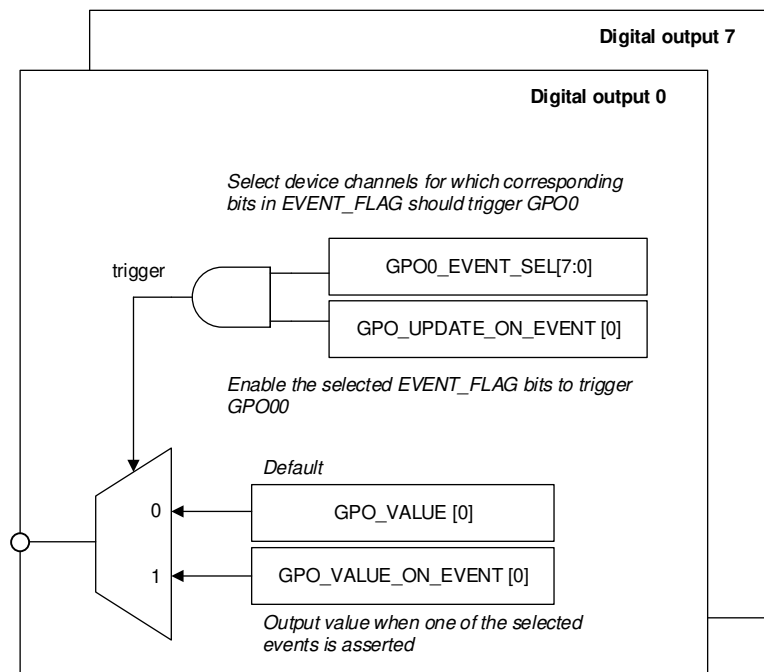 Digital output 7
Digital output 0
Select device channels for which corresponding
bits in EVENT_FLAG should trigger GPO0
trigger
GPO0_EVENT_SEL[7:0]
GPO_UPDATE_ON_EVENT [0]
Enable the selected EVENT_FLAG bits to trigger
GPO00
Default
0
GPO_VALUE [0]
1
GPO_VALUE_ON_EVENT [0]
Output value when one of the selected
events is asserted